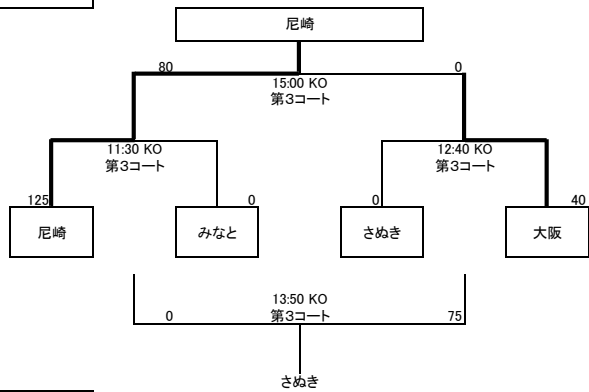 尼崎
80 0
15:00 KO
第3コート
11:30 KO 12:40 KO
第3コート 第3コート
125 0 0 40
尼崎 みなと さぬき 大阪
13:50 KO
0 第3コート 75
さぬき